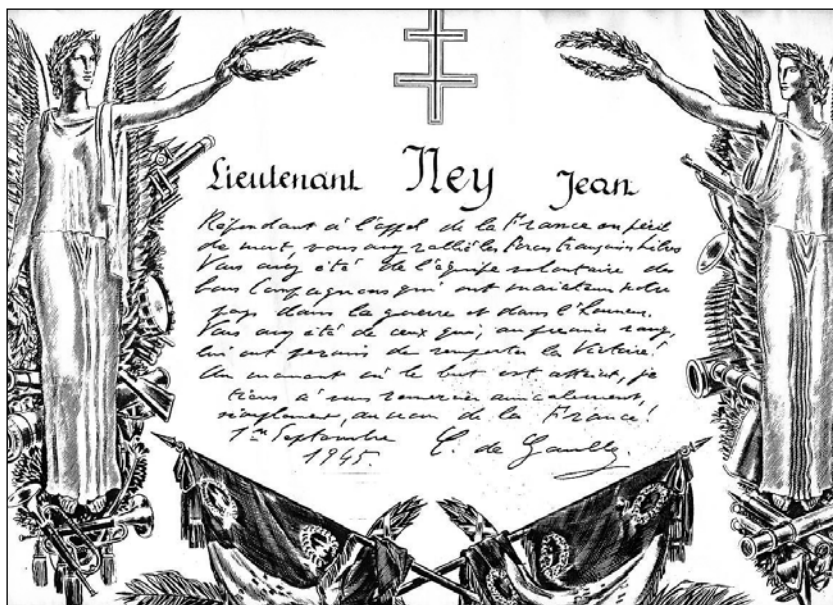 Lieutenant Ney Jean
Répondant à l'appel de la France en péril
de mort, vous avez rallié les Forces françaises Libres
Vous avez été de l'équipe volontaire des
bons Compagnons qui ont maintenu notre
pays dans la guerre et dans l'honneur.
Vous avez été de ceux qui, au premier rang,
lui ont permis de remporter la Victoire!
Au moment où le but est atteint, je
tiens à vous remercier amicalement,
simplement, au nom de la France!
1er Septembre
1945. C. de Gaulle